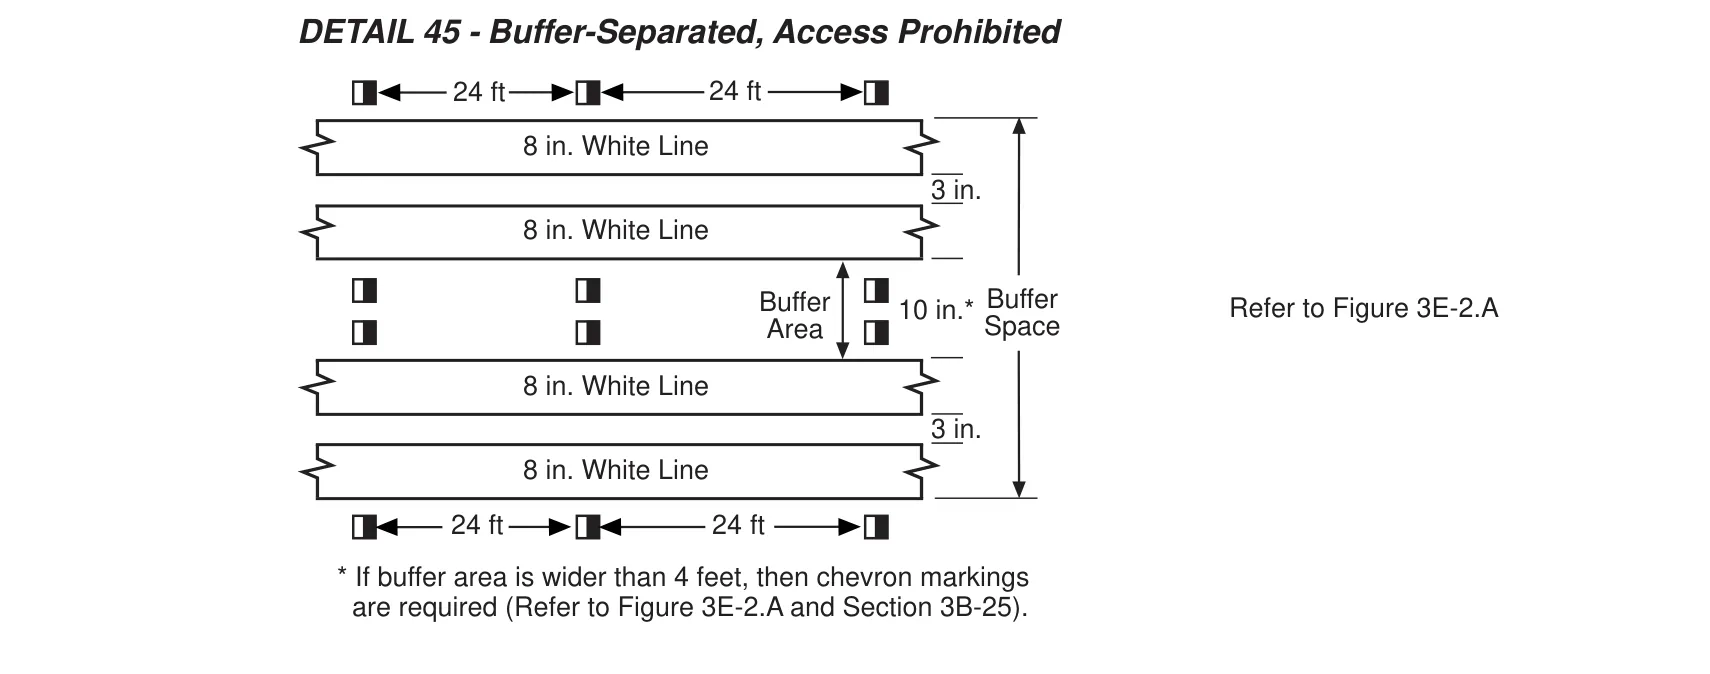 DETAIL 45 - Buffer-Separated, Access Prohibited
24 ft 24 ft
8 in. White Line
3 in.
8 in. White Line
Buffer
Area
10 in.*
Buffer
Space
Refer to Figure 3E-2.A
8 in. White Line
3 in.
8 in. White Line
24 ft 24 ft
* If buffer area is wider than 4 feet, then chevron markings
are required (Refer to Figure 3E-2.A and Section 3B-25).